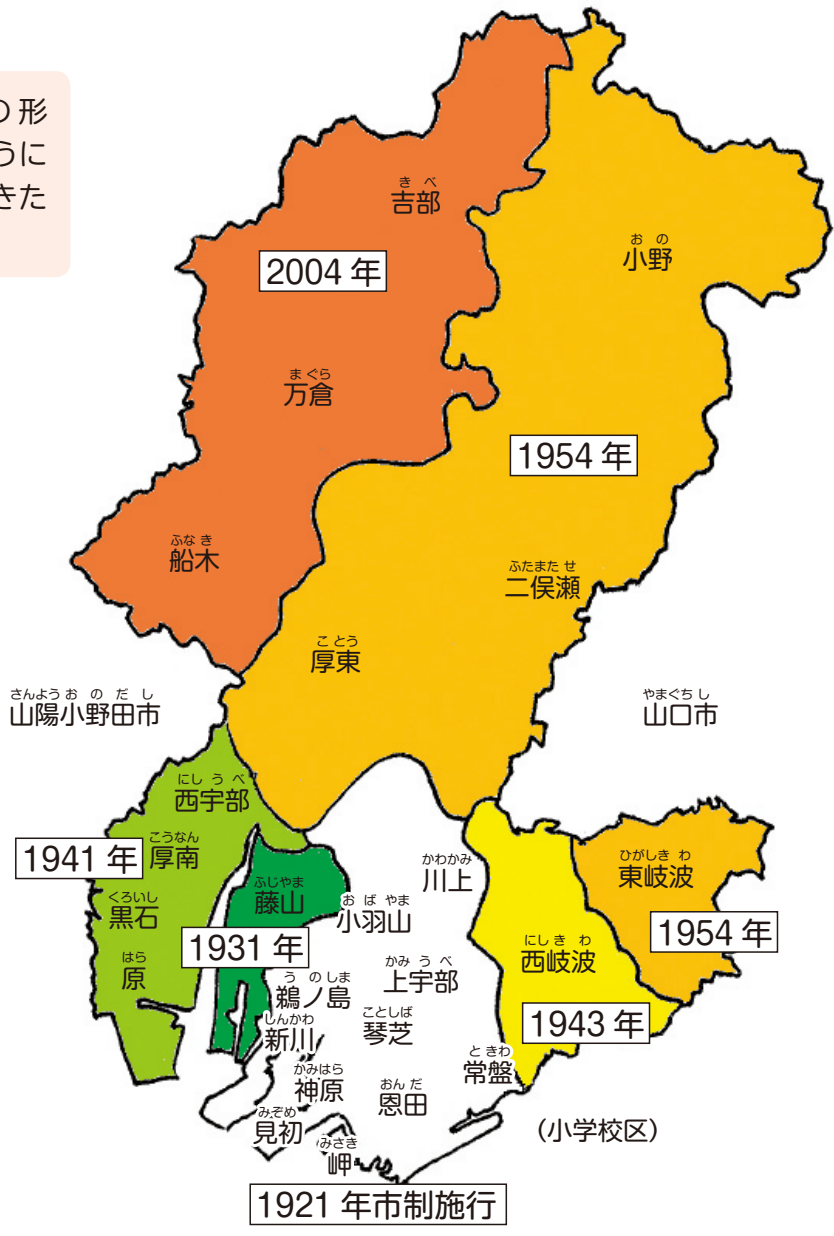 の形
うに
きた
きべ
吉部
2004年
おの
小野
まぐら
万倉
1954年
ふなき
船木
ふたまたせ
二俣瀬
ことう
厚東
さんようおのだし
山陽小野田市
やまぐちし
山口市
にしうべ
西宇部
1941年
こうなん
厚南
ふじやま
藤山
おばやま
小羽山
かわかみ
川上
ひがしきわ
東岐波
くろいし
黒石
1931年
1954年
はら
原
うのしま
鵜ノ島
かみうべ
上宇部
にしきわ
西岐波
しんかわ
新川
ことしば
琴芝
1943年
かみはら
神原
おんだ
恩田
ときわ
常盤
みぞめ
見初
みさき
岬
(小学校区)
1921年市制施行